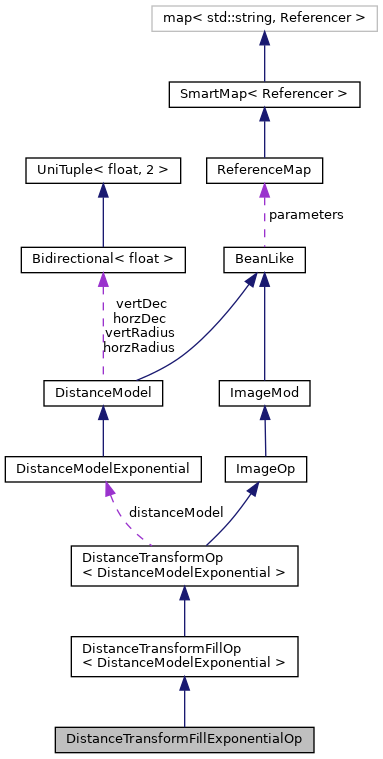 map< std::string, Referencer >
SmartMap< Referencer >
UniTuple< float, 2 >
ReferenceMap
parameters
Bidirectional< float >
BeanLike
vertDec
horzDec
vertRadius
horzRadius
DistanceModel
ImageMod
DistanceModelExponential
ImageOp
distanceModel
DistanceTransformOp
< DistanceModelExponential >
DistanceTransformFillOp
< DistanceModelExponential >
DistanceTransformFillExponentialOp